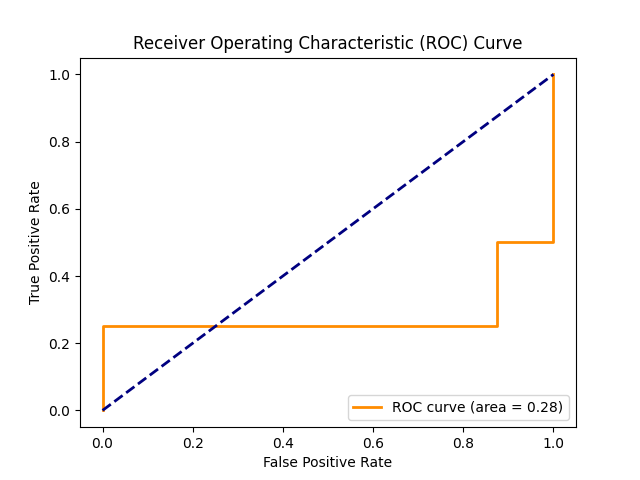 Receiver Operating Characteristic (ROC) Curve
1.0
0.8
0.6
0.4
0.2
0.0
True Positive Rate
ROC curve (area = 0.28)
0.0 0.2 0.4 0.6 0.8 1.0
False Positive Rate